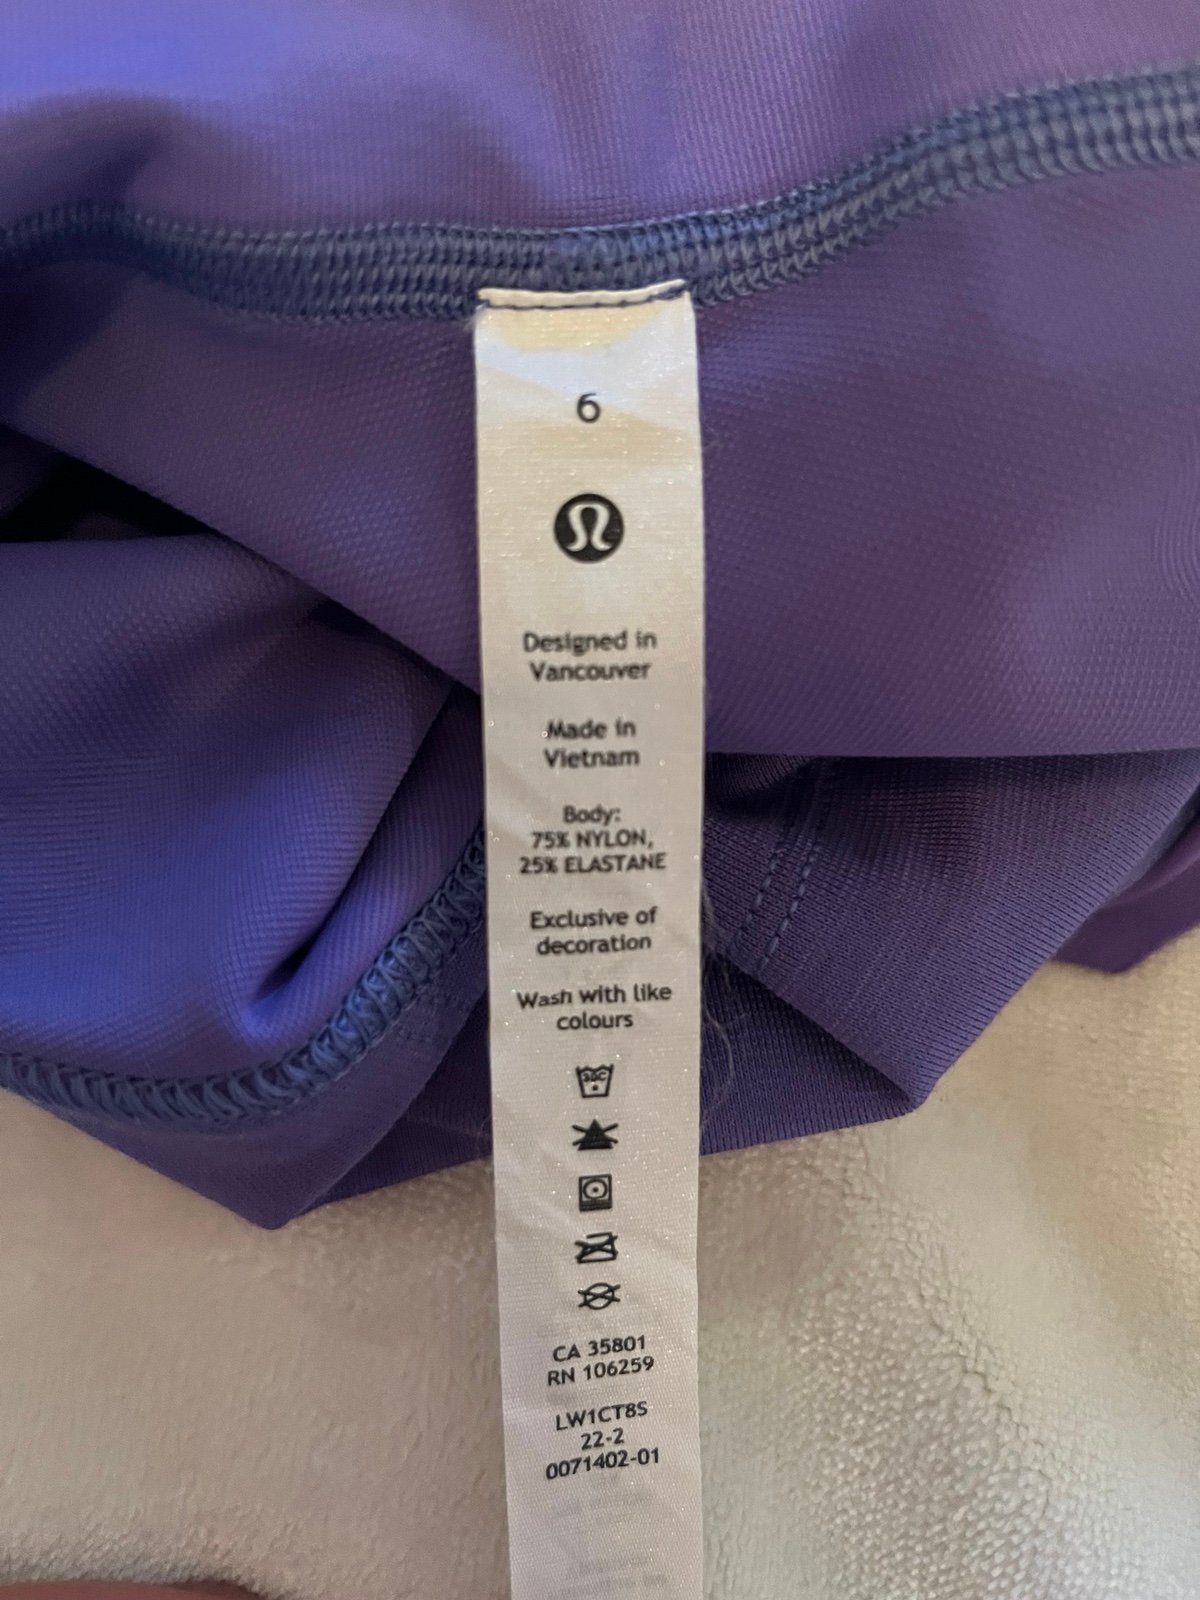 6
Designed in
Vancouver
Made in
Vietnam
Body:
75% NYLON,
25% ELASTANE
Exclusive of
decoration
Wash with like
colours
30C
CA 35801
RN 106259
LW1CT8S
22-2
0071402-01